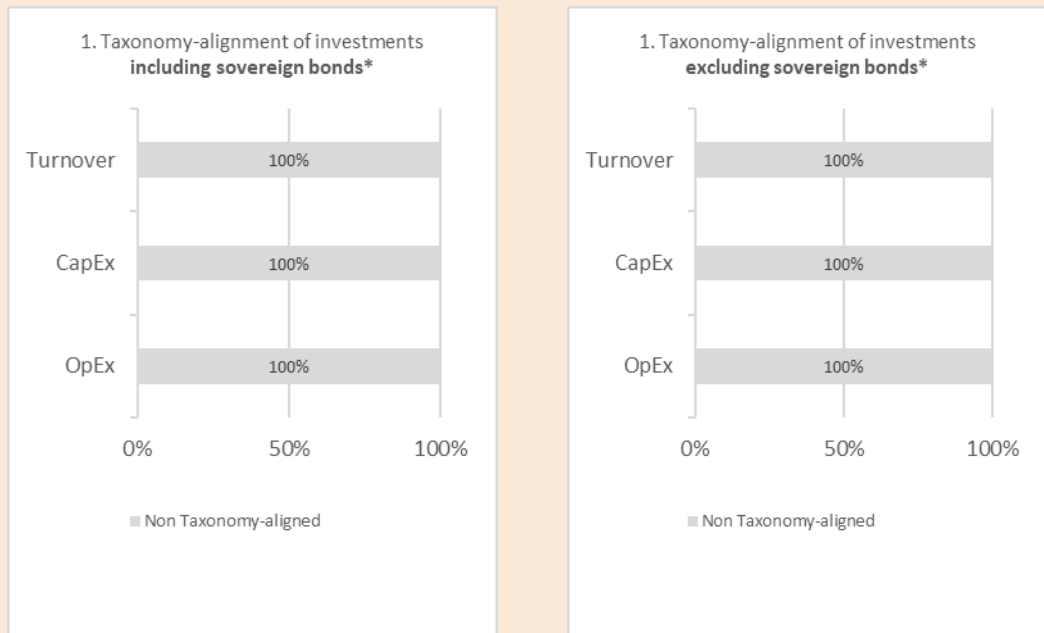 1. Taxonomy-alignment of investments
including sovereign bonds*
Turnover
100%
CapEx
100%
OpEx
100%
0% 50% 100%
Non Taxonomy-aligned
1. Taxonomy-alignment of investments
excluding sovereign bonds*
Turnover
100%
CapEx
100%
OpEx
100%
0% 50% 100%
Non Taxonomy-aligned